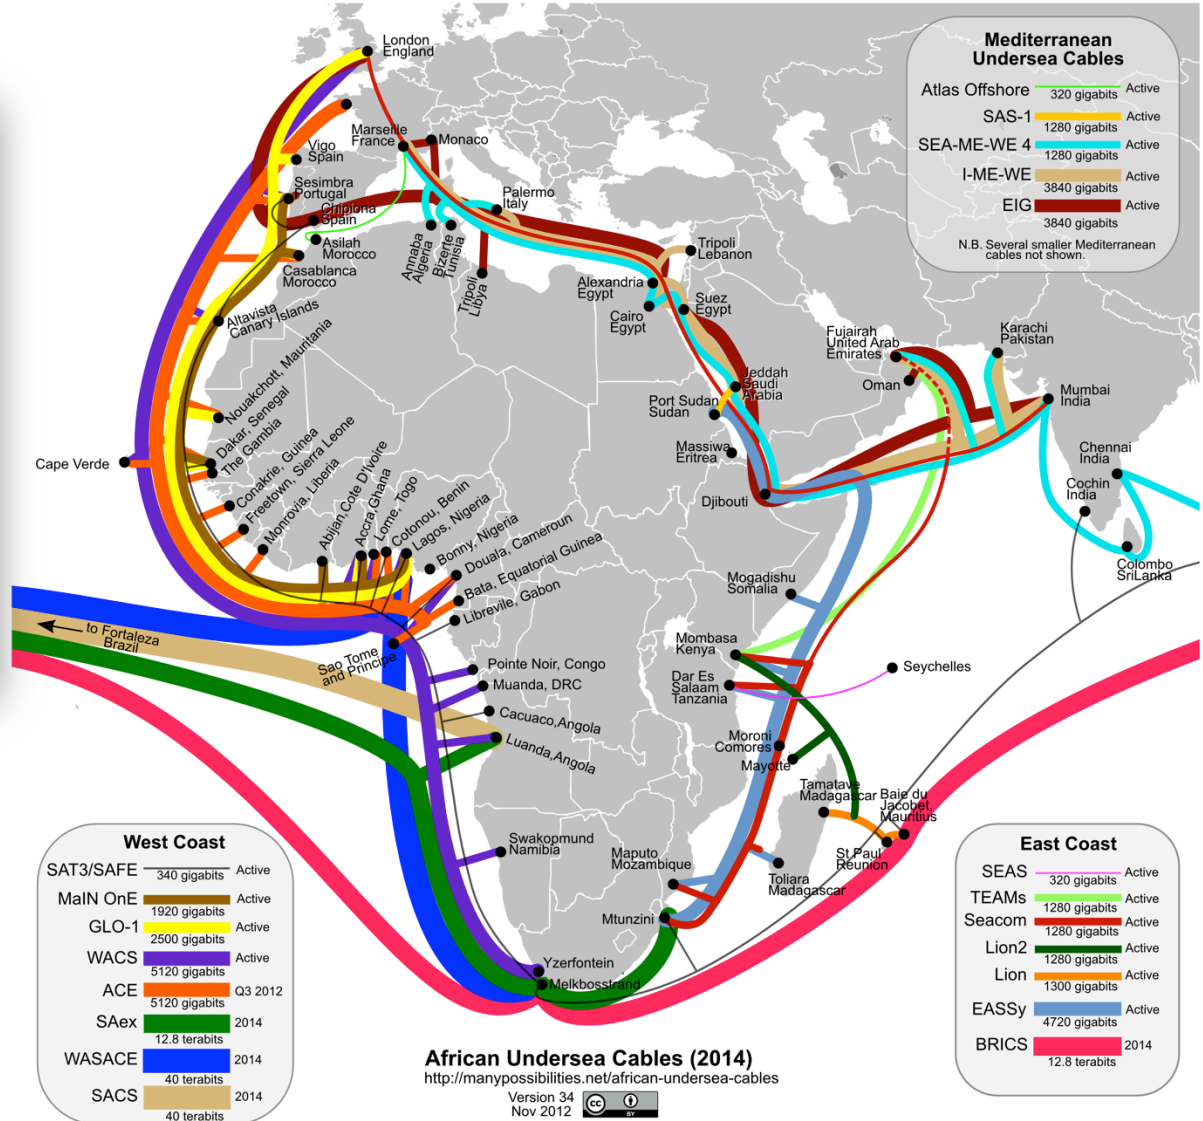 London
England
Vigo
Spain
Marseille
France
Monaco
Sesimbra
Portugal
Chipiona
Spain
Palermo
Italy
Asilah
Morocco
Casablanca
Morocco
Annaba
Algeria
Bizerte
Tunisia
Tripoli
Libya
Tripoli
Lebanon
Alexandria
Egypt
Cairo
Egypt
Suez
Egypt
Altavista
Canary Islands
Nouakchott, Mauritania
Dakar, Senegal
The Gambia
Cape Verde
Conakrie, Guinea
Freetown, Sierra Leone
Monrovia, Liberia
Abijan,Cote D'Ivoire
Accra,Ghana
Lome, Togo
Cotonou, Benin
Lagos, Nigeria
Bonny, Nigeria
Douala, Cameroun
Bata, Equatorial Guinea
Libreville, Gabon
Sao Tome
and Principe
to Fortaleza
Brazil
Pointe Noir, Congo
Muanda, DRC
Cacuaco,Angola
Luanda,Angola
Swakopmund
Namibia
Yzerfontein
Melkbosstrand
Mtunzini
Maputo
Mozambique
Toliara
Madagascar
Tamatave
Madagascar
Baie du
Jacobet,
Mauritius
St Paul
Reunion
Moroni
Comores
Mayotte
Dar Es
Salaam
Tanzania
Mombasa
Kenya
Seychelles
Mogadishu
Somalia
Djibouti
Massiwa
Eritrea
Port Sudan
Sudan
Jeddah
Saudi
Arabia
Fujairah
United Arab
Emirates
Oman
Karachi
Pakistan
Mumbai
India
Chennai
India
Cochin
India
Colombo
SriLanka
Mediterranean
Undersea Cables
Atlas Offshore 320 gigabits Active
SAS-1 1280 gigabits Active
SEA-ME-WE 4 1280 gigabits Active
I-ME-WE 3840 gigabits Active
EIG 3840 gigabits Active
N.B. Several smaller Mediterranean
cables not shown.
West Coast
SAT3/SAFE 340 gigabits Active
MaIN OnE 1920 gigabits Active
GLO-1 2500 gigabits Active
WACS 5120 gigabits Active
ACE 5120 gigabits Q3 2012
SAex 12.8 terabits 2014
WASACE 40 terabits 2014
SACS 40 terabits 2014
East Coast
SEAS 320 gigabits Active
TEAMs 1280 gigabits Active
Seacom 1280 gigabits Active
Lion2 1280 gigabits Active
Lion 1300 gigabits Active
EASSy 4720 gigabits Active
BRICS 12.8 terabits 2014
African Undersea Cables (2014)
http://manypossibilities.net/african-undersea-cables
Version 34
Nov 2012
cc BY